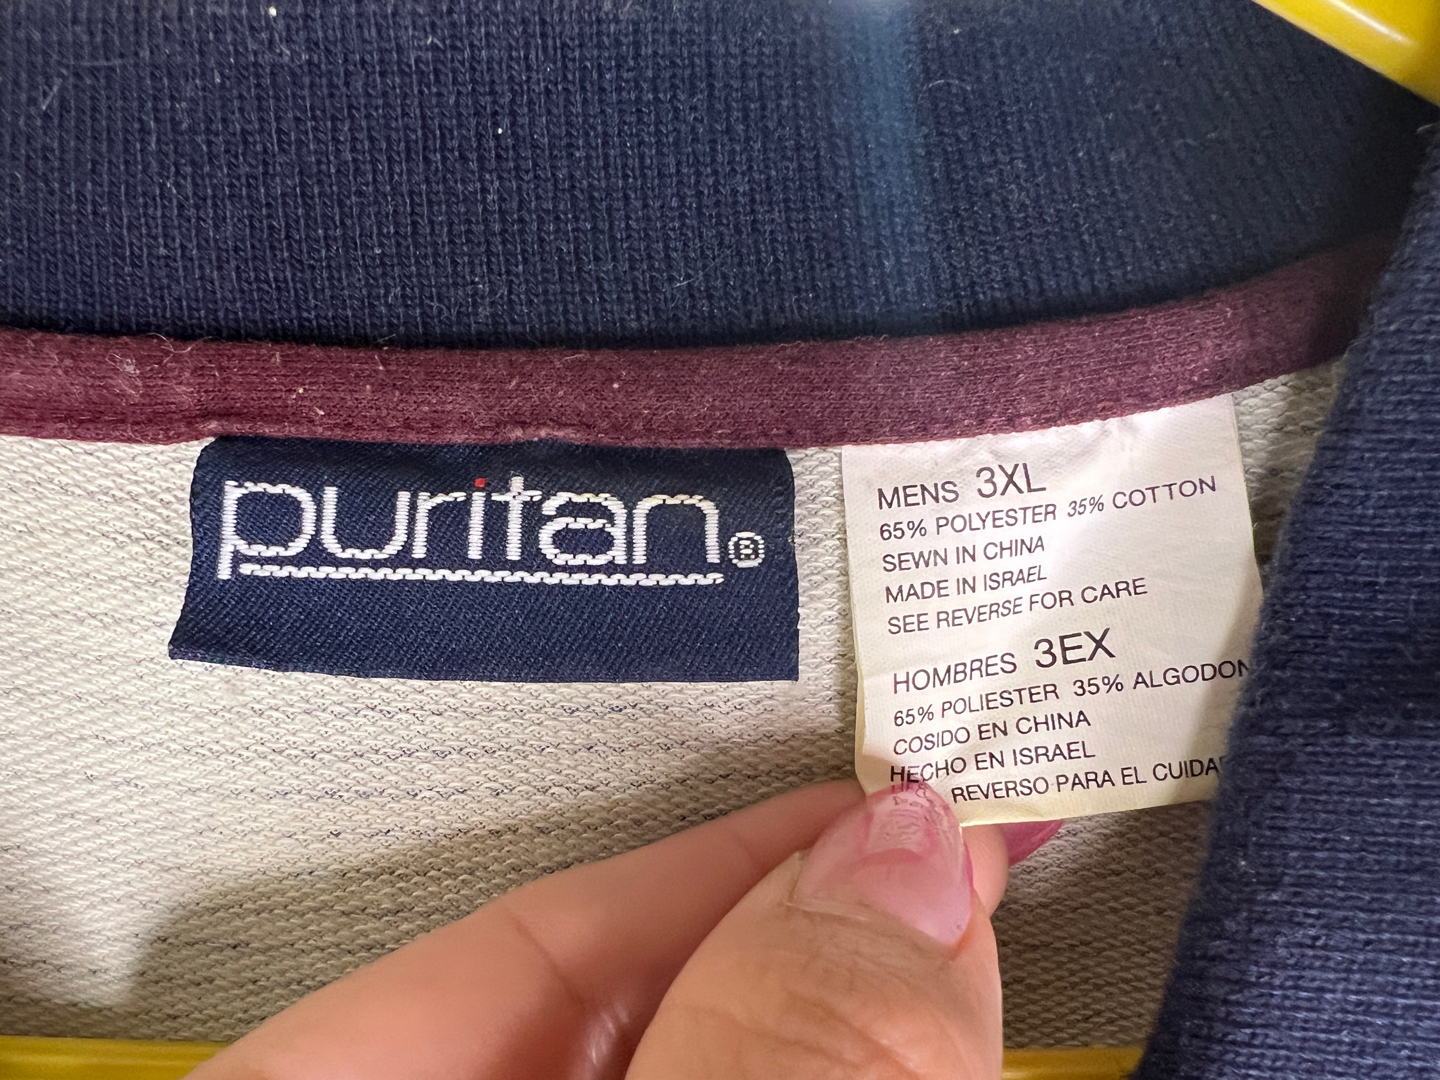 puritan®
MENS 3XL
65% POLYESTER 35% COTTON
SEWN IN CHINA
MADE IN ISRAEL
SEE REVERSE FOR CARE
HOMBRES 3EX
65% POLIESTER 35% ALGODON
COSIDO EN CHINA
HECHO EN ISRAEL
REVERSO PARA EL CUIDA